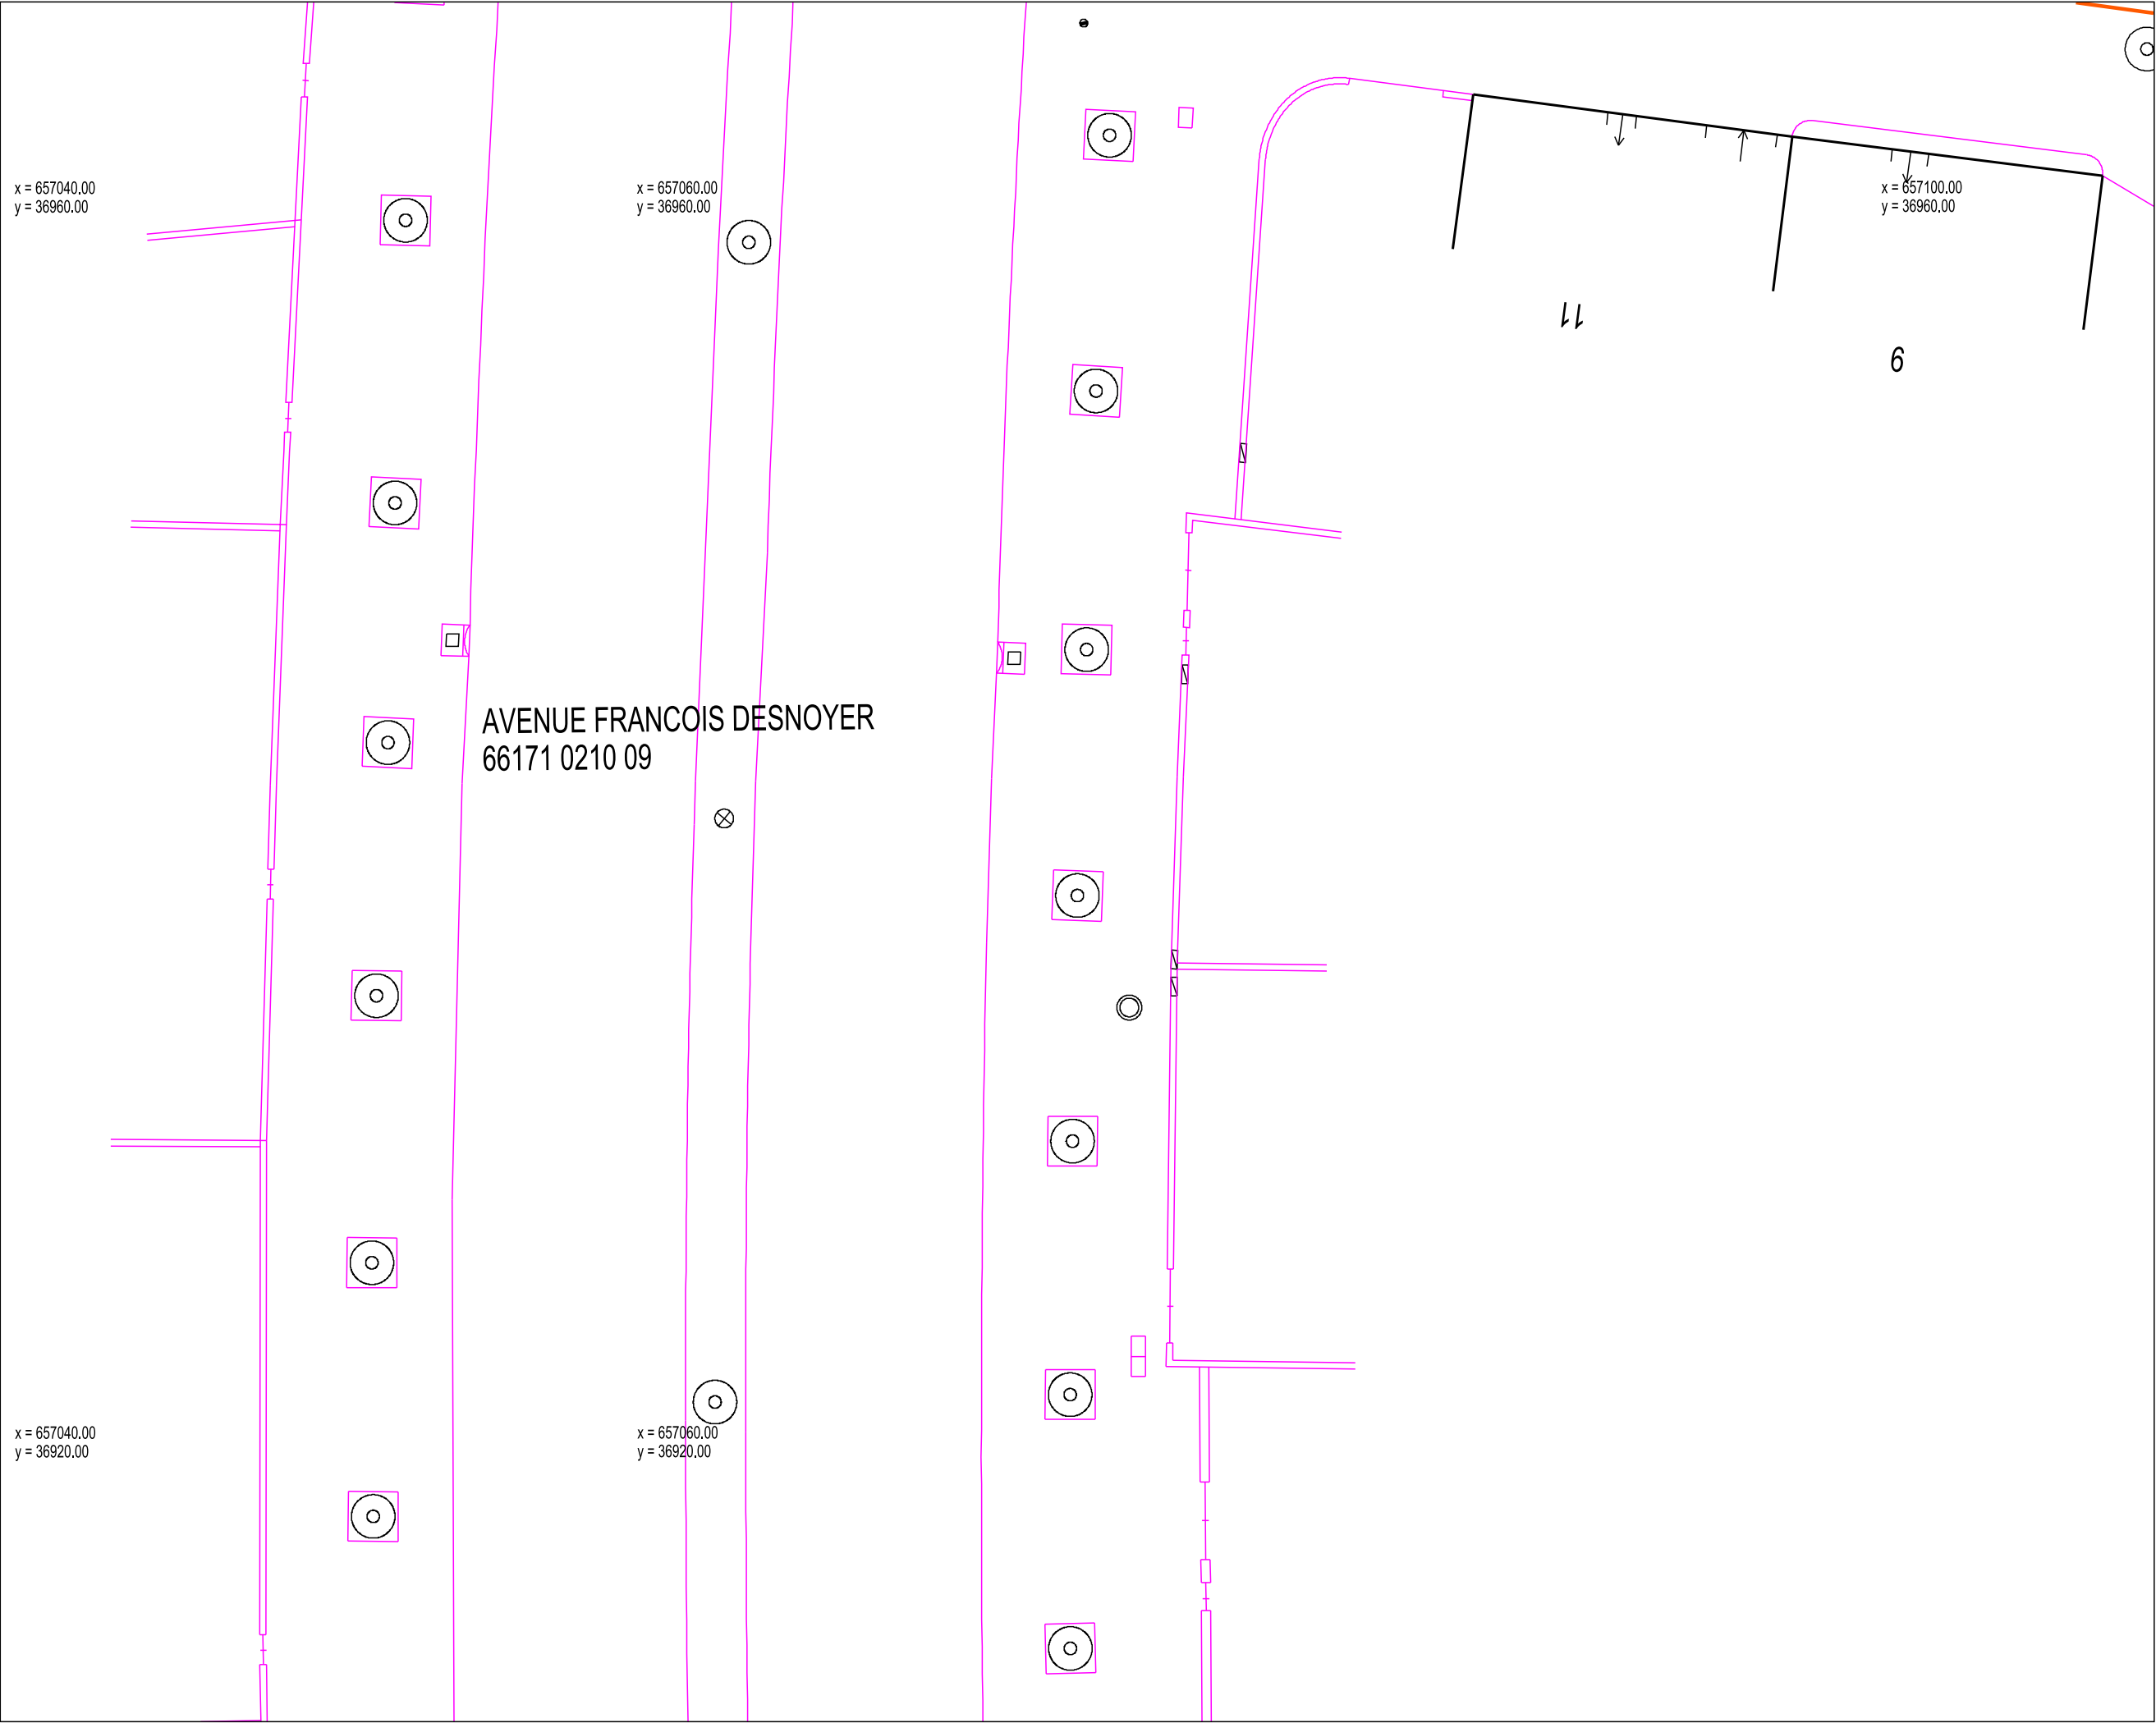 x = 657040.00
y = 36960.00
x = 657060.00
y = 36960.00
x = 657100.00
y = 36960.00
11
9
AVENUE FRANCOIS DESNOYER
66171 0210 09
x = 657040.00
y = 36920.00
x = 657060.00
y = 36920.00